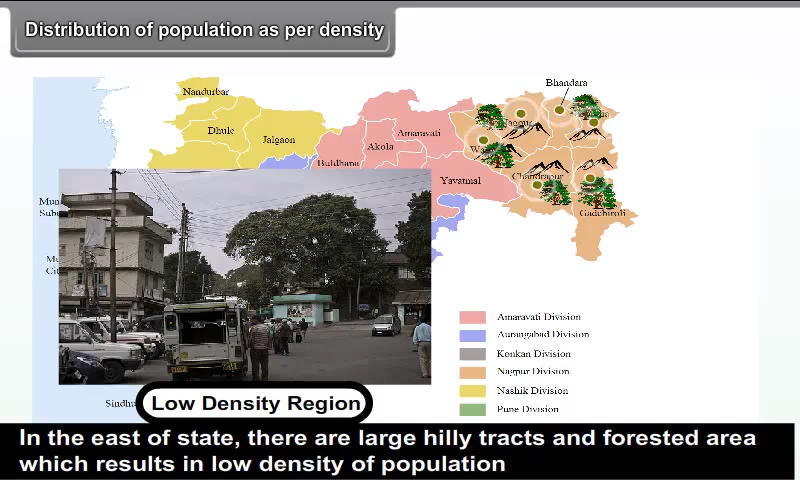 Distribution of population as per density
Bhandara
Nandurbar
Dhule
Jalgaon
Amaravati
Akola
Buldhana
Yavatmal
Chandrapur
Gadchiroli
Amaravati Division
Aurangabad Division
Konkan Division
Nagpur Division
Nashik Division
Pune Division
Low Density Region
In the east of state, there are large hilly tracts and forested area
which results in low density of population